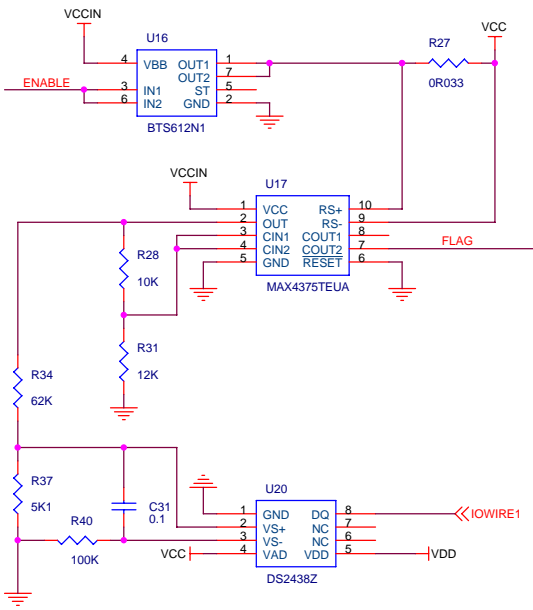 U16
VCCIN
VCC
R27
0R033
4 VBB OUT1 1
OUT2 7
ENABLE 3 IN1 ST 5
6 IN2 GND 2
BTS612N1
VCCIN
U17
1 VCC RS+ 10
2 OUT RS- 9
3 CIN1 COUT1 8
4 CIN2 COUT2 7 FLAG
5 GND RESET 6
MAX4375TEUA
R28
10K
R31
12K
R34
62K
R37
5K1
C31
0.1
R40
100K
U20
1 GND DQ 8 IOWIRE1
2 VS+ NC 7
3 VS- NC 6
VCC 4 VAD VDD 5 VDD
DS2438Z